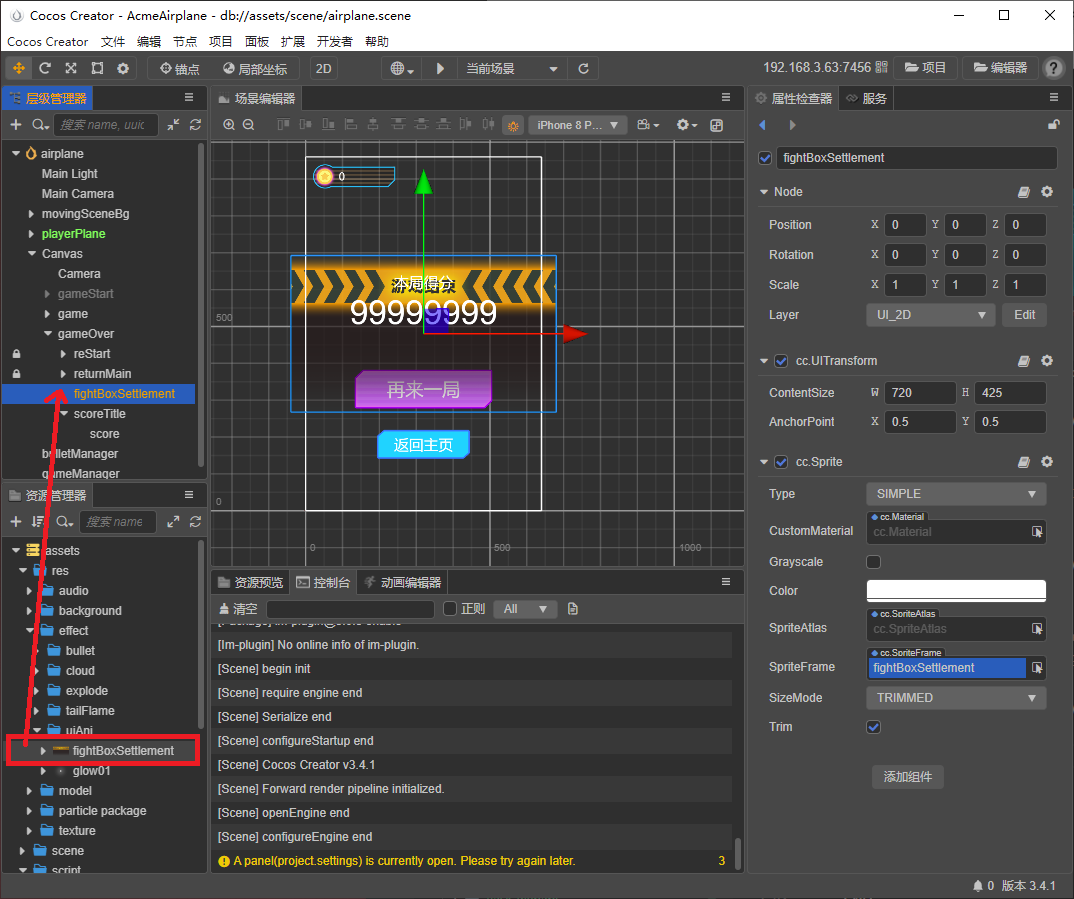 Cocos Creator - AcmeAirplane - db://assets/scene/airplane.scene
Cocos Creator 文件 编辑 节点 项目 面板 扩展 开发者 帮助
锚点 局部坐标 2D 当前场景 192.168.3.63:7456 项目 编辑器 ?
层级管理器
搜索 name, uuic
airplane
Main Light
Main Camera
movingSceneBg
playerPlane
Canvas
Camera
gameStart
game
gameOver
reStart
returnMain
fightBoxSettlement
scoreTitle
score
bulletManager
gameManager
资源管理器
搜索 name
assets
res
audio
background
effect
bullet
cloud
explode
tailFlame
uiAni
fightBoxSettlement
glow01
model
particle package
texture
scene
script
场景编辑器
iPhone 8 P...
0
本局得分
99999999
再来一局
返回主页
500
0
0 500 1000
资源预览 控制台 动画编辑器
清空 正则 All
[Im-plugin] No online info of im-plugin.
[Scene] begin init
[Scene] require engine end
[Scene] Serialize end
[Scene] configureStartup end
[Scene] Cocos Creator v3.4.1
[Scene] Forward render pipeline initialized.
[Scene] openEngine end
[Scene] configureEngine end
A panel(project.settings) is currently open. Please try again later. 3
属性检查器 服务
fightBoxSettlement
Node
Position X 0 Y 0 Z 0
Rotation X 0 Y 0 Z 0
Scale X 1 Y 1 Z 1
Layer UI_2D Edit
cc.UITransform
ContentSize W 720 H 425
AnchorPoint X 0.5 Y 0.5
cc.Sprite
Type SIMPLE
cc.Material
CustomMaterial cc.Material
Grayscale
Color
cc.SpriteAtlas
SpriteAtlas cc.SpriteAtlas
cc.SpriteFrame
SpriteFrame fightBoxSettlement
SizeMode TRIMMED
Trim
添加组件
0 版本 3.4.1